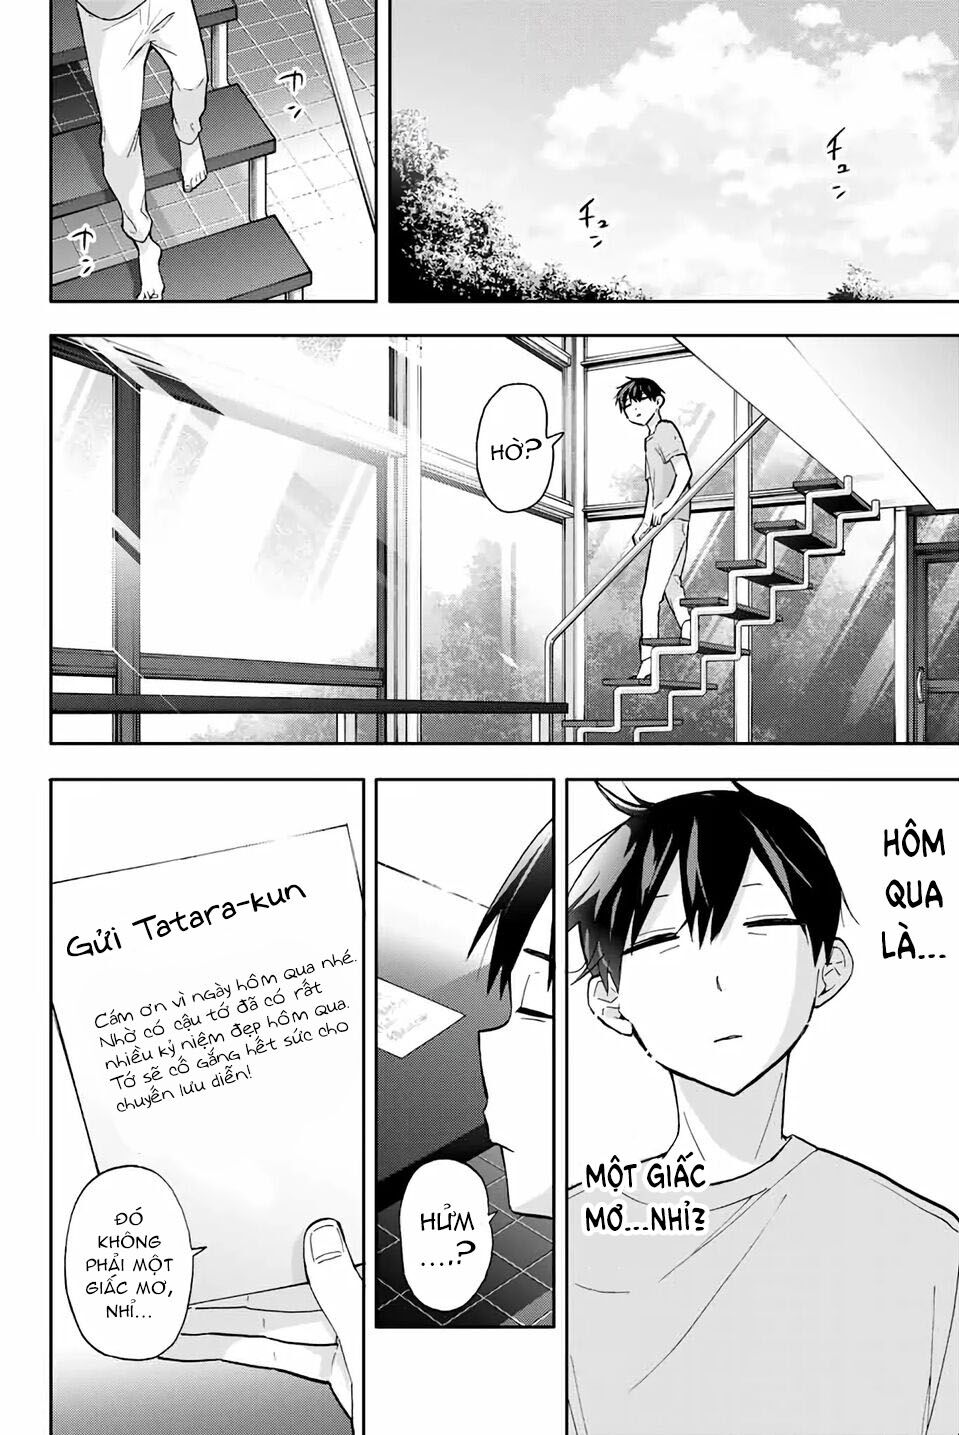 チュン
チュン
トン
トン
HỜ?
HÔM
QUA
LÀ...
MỘT GIẤC
MƠ...NHỈ?
HỬM
....?
Gửi Tatara-kun
Cám ơn vì ngày hôm qua nhé.
Nhờ có cậu tớ đã có rất
nhiều kỷ niệm đẹp hôm qua.
Tớ sẽ cố gắng hết sức cho
chuyến lưu diễn!
ĐÓ
KHÔNG
PHẢI MỘT
GIẤC MƠ,
NHỈ...